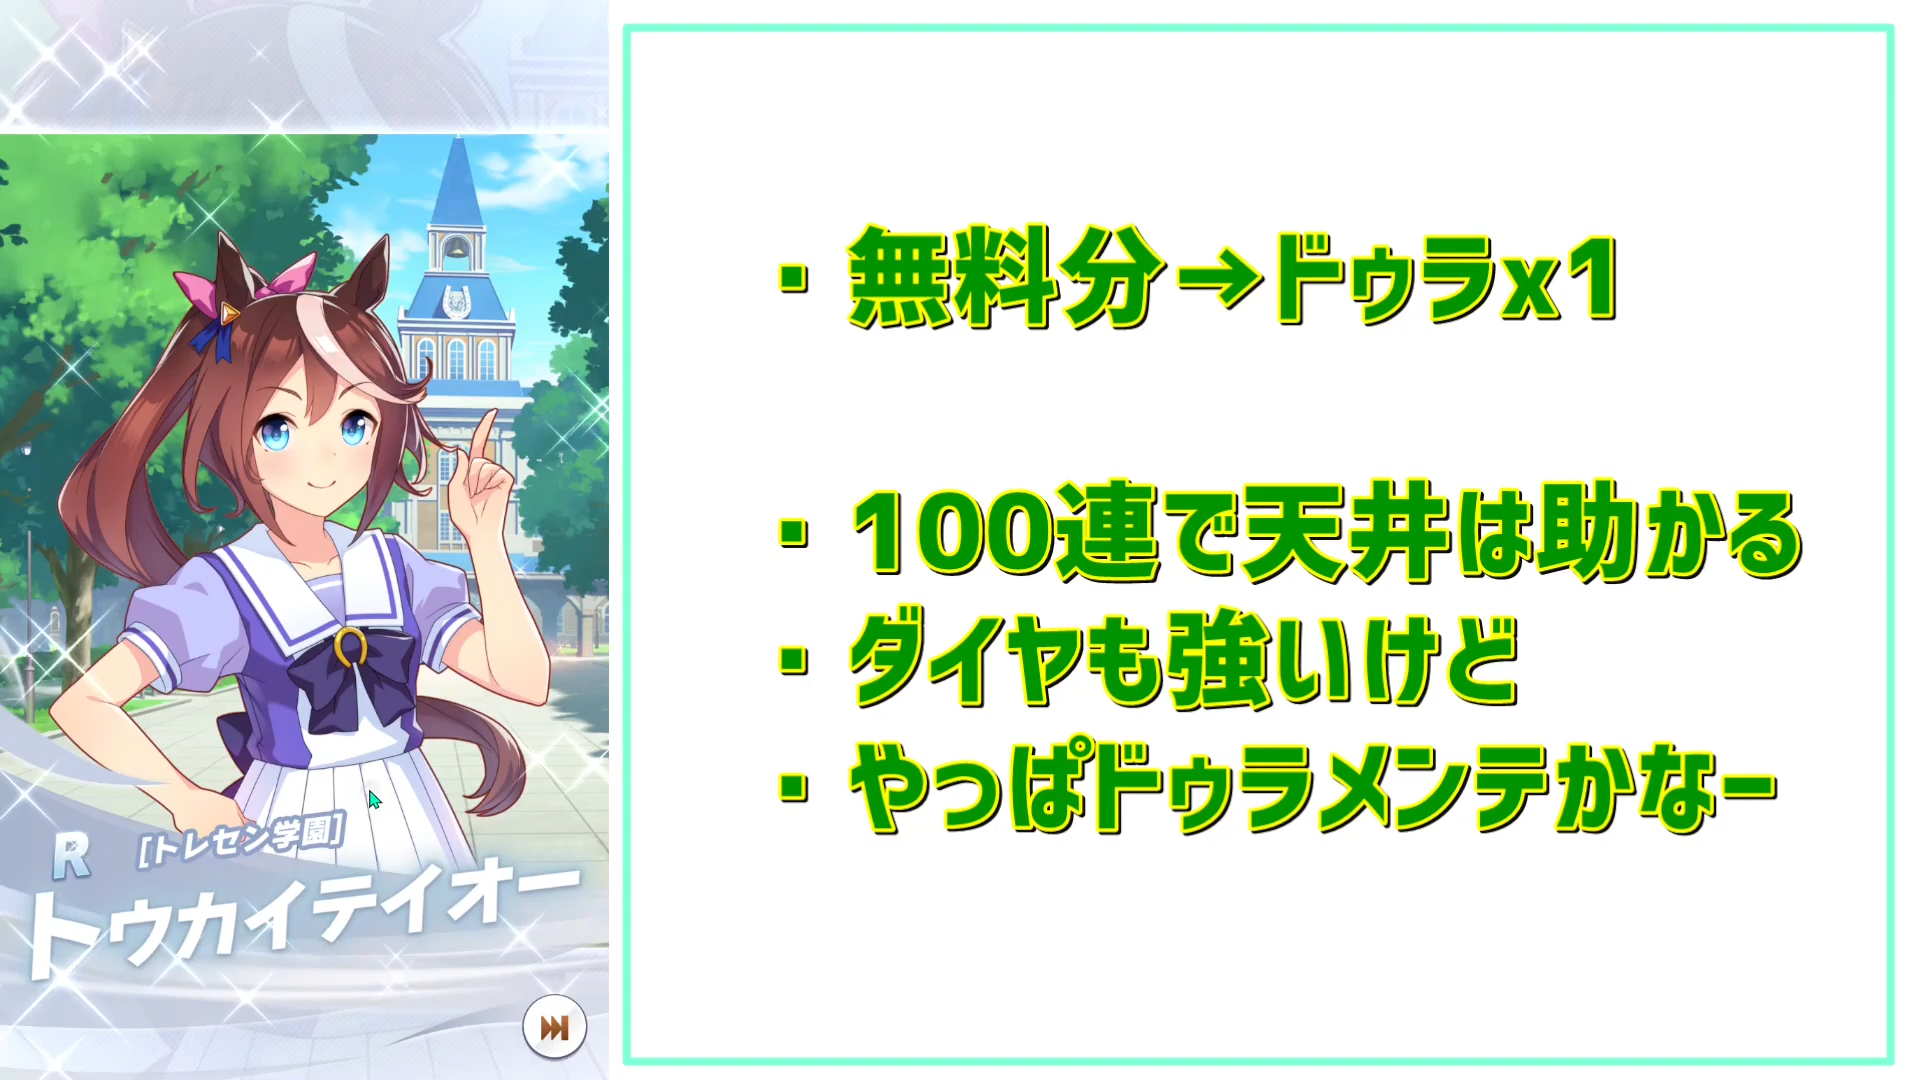 R [トレセン学園]
トウカイテイオー
・無料分→ドゥラx1
・100連で天井は助かる
・ダイヤも強いけど
・やっぱドゥラメンテかなー